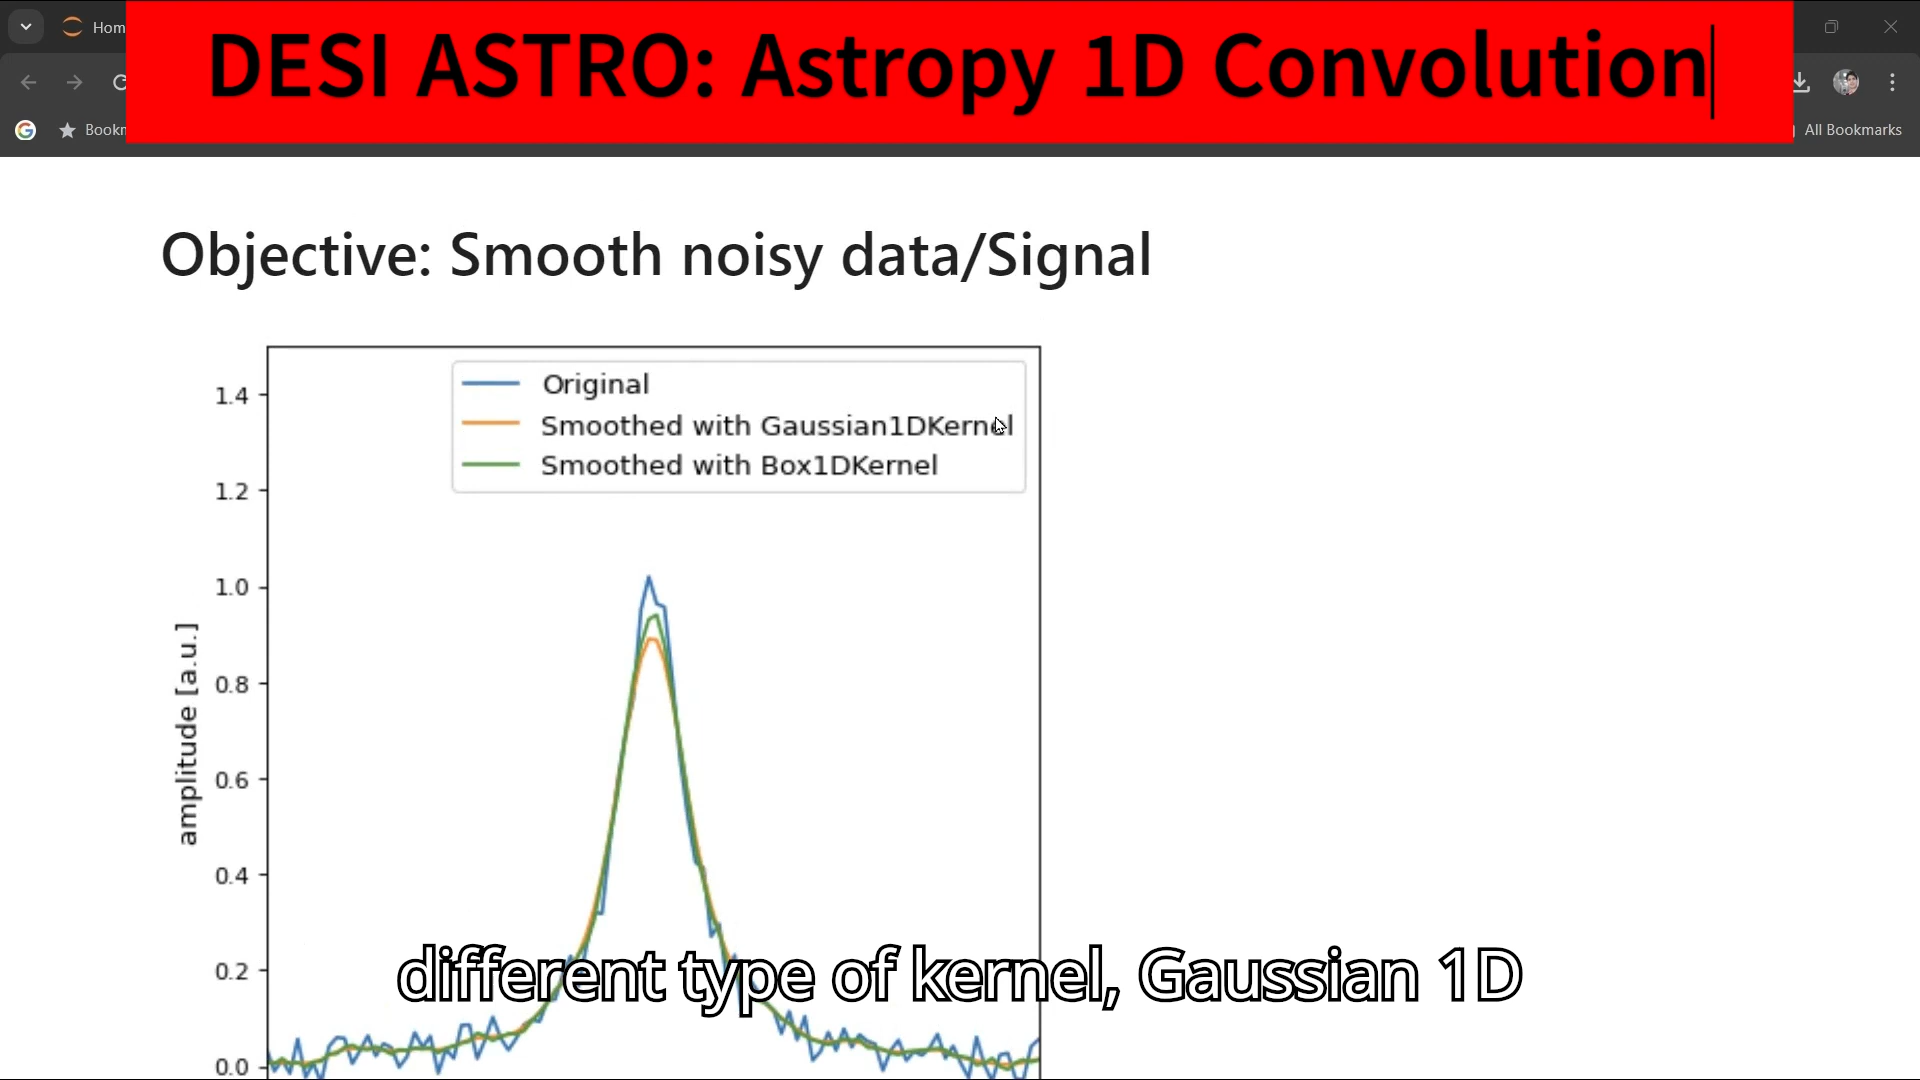 Hom
DESI ASTRO: Astropy 1D Convolution
Bookm
All Bookmarks
Objective: Smooth noisy data/Signal
Original
Smoothed with Gaussian1DKernel
Smoothed with Box1DKernel
1.4
1.2
1.0
0.8
0.6
0.4
0.2
0.0
amplitude [a.u.]
different type of kernel, Gaussian 1D